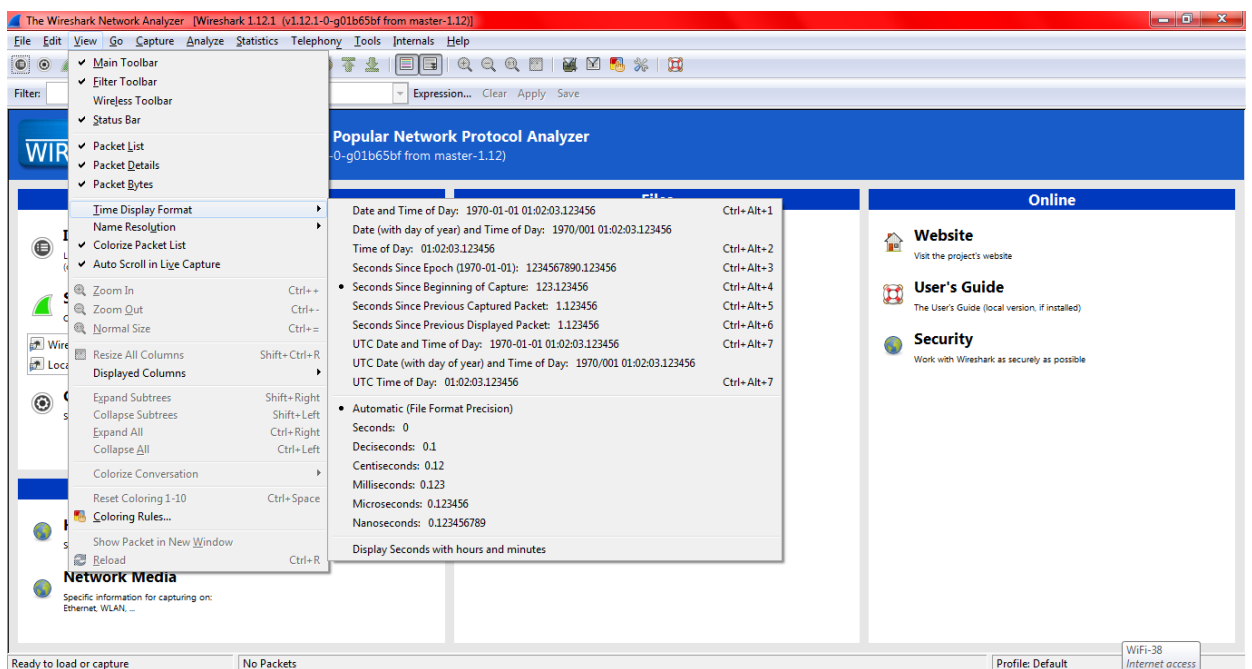 The Wireshark Network Analyzer [Wireshark 1.12.1 (v1.12.1-0-g01b65bf from master-1.12)]
File Edit View Go Capture Analyze Statistics Telephony Tools Internals Help
Filter: Expression... Clear Apply Save
WIR
Popular Network Protocol Analyzer
-0-g01b65bf from master-1.12)
Main Toolbar
Filter Toolbar
Wireless Toolbar
Status Bar
Packet List
Packet Details
Packet Bytes
Time Display Format
Name Resolution
Colorize Packet List
Auto Scroll in Live Capture
Zoom In Ctrl++
Zoom Out Ctrl+-
Normal Size Ctrl+=
Resize All Columns Shift+Ctrl+R
Displayed Columns
Expand Subtrees Shift+Right
Collapse Subtrees Shift+Left
Expand All Ctrl+Right
Collapse All Ctrl+Left
Colorize Conversation
Reset Coloring 1-10 Ctrl+Space
Coloring Rules...
Show Packet in New Window
Reload Ctrl+R
Date and Time of Day: 1970-01-01 01:02:03.123456 Ctrl+Alt+1
Date (with day of year) and Time of Day: 1970/001 01:02:03.123456
Time of Day: 01:02:03.123456 Ctrl+Alt+2
Seconds Since Epoch (1970-01-01): 1234567890.123456 Ctrl+Alt+3
Seconds Since Beginning of Capture: 123.123456 Ctrl+Alt+4
Seconds Since Previous Captured Packet: 1.123456 Ctrl+Alt+5
Seconds Since Previous Displayed Packet: 1.123456 Ctrl+Alt+6
UTC Date and Time of Day: 1970-01-01 01:02:03.123456 Ctrl+Alt+7
UTC Date (with day of year) and Time of Day: 1970/001 01:02:03.123456
UTC Time of Day: 01:02:03.123456 Ctrl+Alt+7
Automatic (File Format Precision)
Seconds: 0
Deciseconds: 0.1
Centiseconds: 0.12
Milliseconds: 0.123
Microseconds: 0.123456
Nanoseconds: 0.123456789
Display Seconds with hours and minutes
Wire
Loca
Network Media
Specific information for capturing on:
Ethernet, WLAN, ...
Online
Website
Visit the project's website
User's Guide
The User's Guide (local version, if installed)
Security
Work with Wireshark as securely as possible
Ready to load or capture No Packets Profile: Default
WiFi-38
Internet access